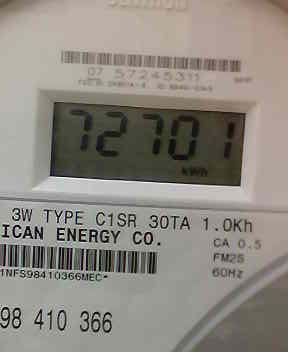 07 57245311
72701
kWh
3W TYPE C1SR 30TA 1.0Kh
ICAN ENERGY CO.
CA 0.5
FM2S
60Hz
1NFS98410366MEC*
98 410 366